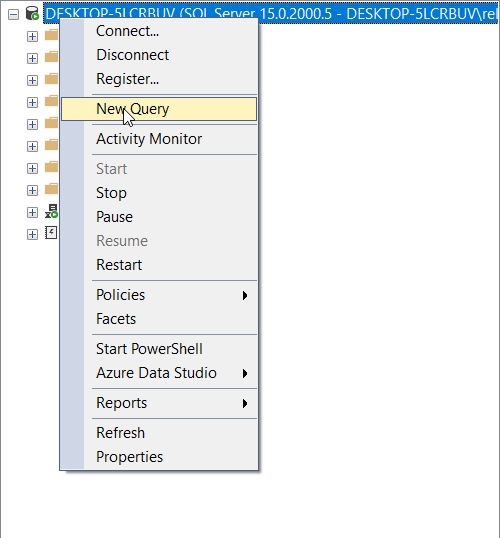 DESKTOP-5LCRBUV (SQL Server 15.0.2000.5 - DESKTOP-5LCRBUV\rel
Connect...
Disconnect
Register...
New Query
Activity Monitor
Start
Stop
Pause
Resume
Restart
Policies
Facets
Start PowerShell
Azure Data Studio
Reports
Refresh
Properties